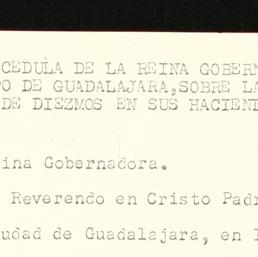 CEDULA DE LA REINA GOBERN
O DE GUADALAJARA, SOBRE LA
DE DIEZMOS EN SUS HACIEN
ina Gobernadora.
Reverendo en Cristo Padr
udad de Guadalajara, en